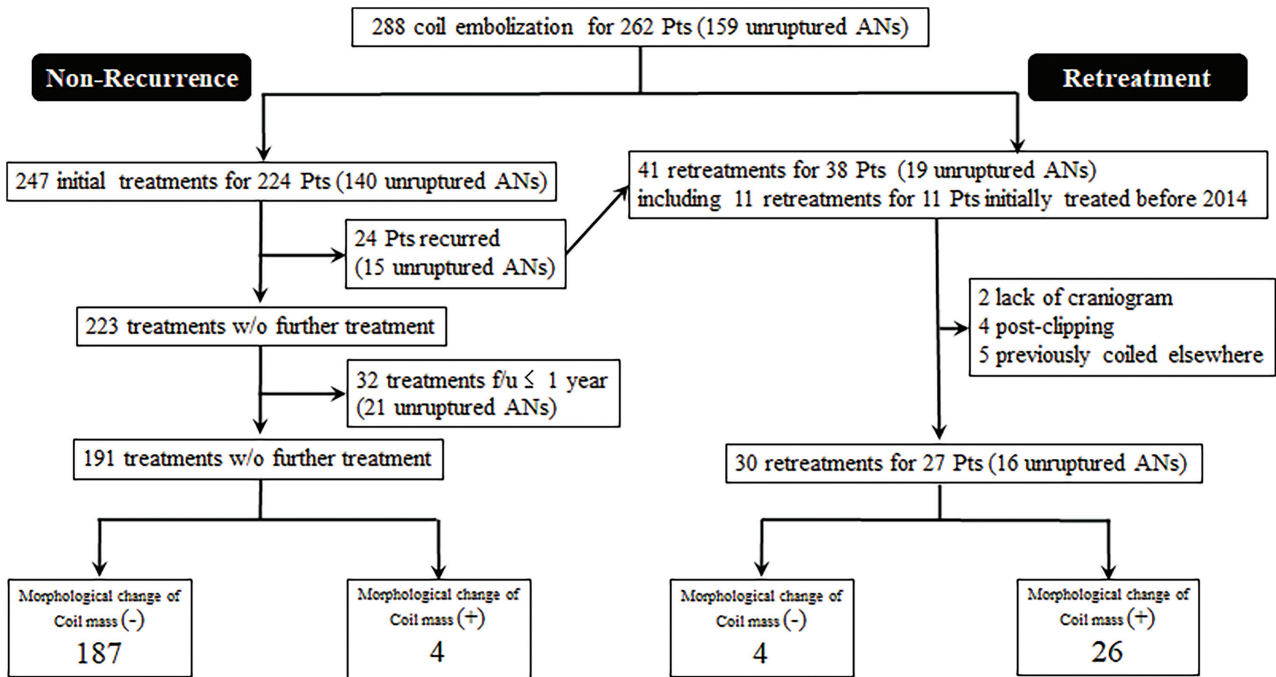 288 coil embolization for 262 Pts (159 unruptured ANs)
Non-Recurrence
Retreatment
247 initial treatments for 224 Pts (140 unruptured ANs)
41 retreatments for 38 Pts (19 unruptured ANs)
including 11 retreatments for 11 Pts initially treated before 2014
24 Pts recurred
(15 unruptured ANs)
2 lack of craniogram
4 post-clipping
5 previously coiled elsewhere
223 treatments w/o further treatment
32 treatments f/u ≤ 1 year
(21 unruptured ANs)
191 treatments w/o further treatment
30 retreatments for 27 Pts (16 unruptured ANs)
Morphological change of
Coil mass (-)
187
Morphological change of
Coil mass (+)
4
Morphological change of
Coil mass (-)
4
Morphological change of
Coil mass (+)
26